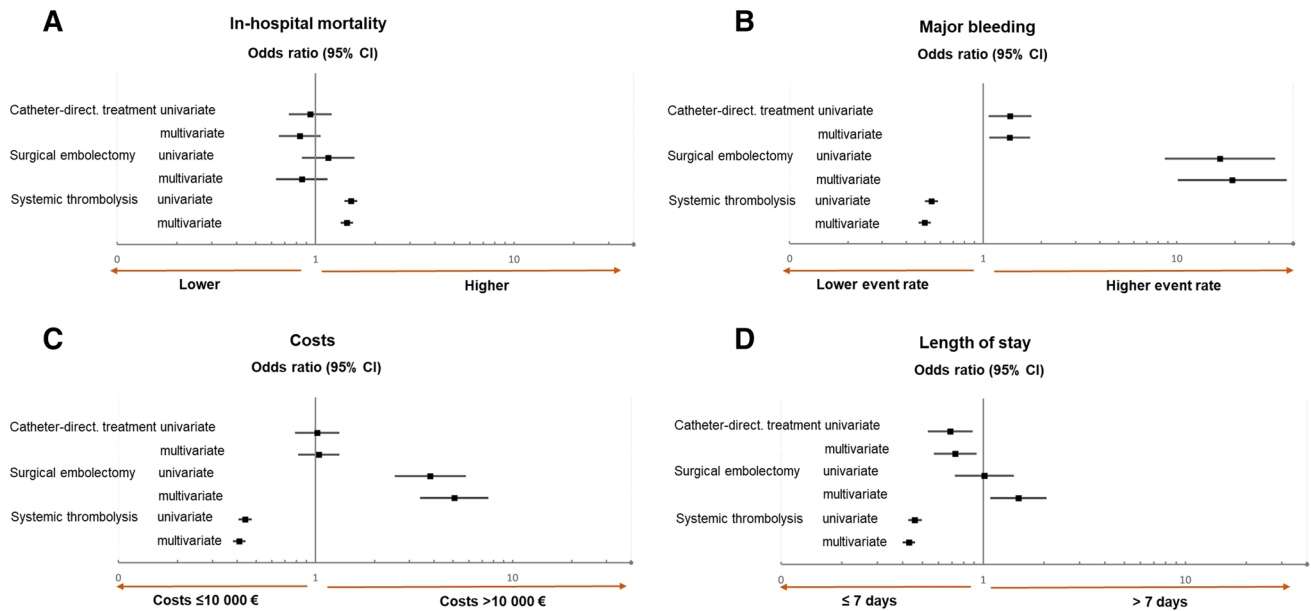 A
In-hospital mortality
Odds ratio (95% CI)
Catheter-direct. treatment univariate
multivariate
Surgical embolectomy univariate
multivariate
Systemic thrombolysis univariate
multivariate
0 1 10
Lower Higher
B
Major bleeding
Odds ratio (95% CI)
Catheter-direct. treatment univariate
multivariate
Surgical embolectomy univariate
multivariate
Systemic thrombolysis univariate
multivariate
0 1 10
Lower event rate Higher event rate
C
Costs
Odds ratio (95% CI)
Catheter-direct. treatment univariate
multivariate
Surgical embolectomy univariate
multivariate
Systemic thrombolysis univariate
multivariate
0 1 10
Costs ≤10 000 € Costs >10 000 €
D
Length of stay
Odds ratio (95% CI)
Catheter-direct. treatment univariate
multivariate
Surgical embolectomy univariate
multivariate
Systemic thrombolysis univariate
multivariate
0 1 10
≤ 7 days > 7 days